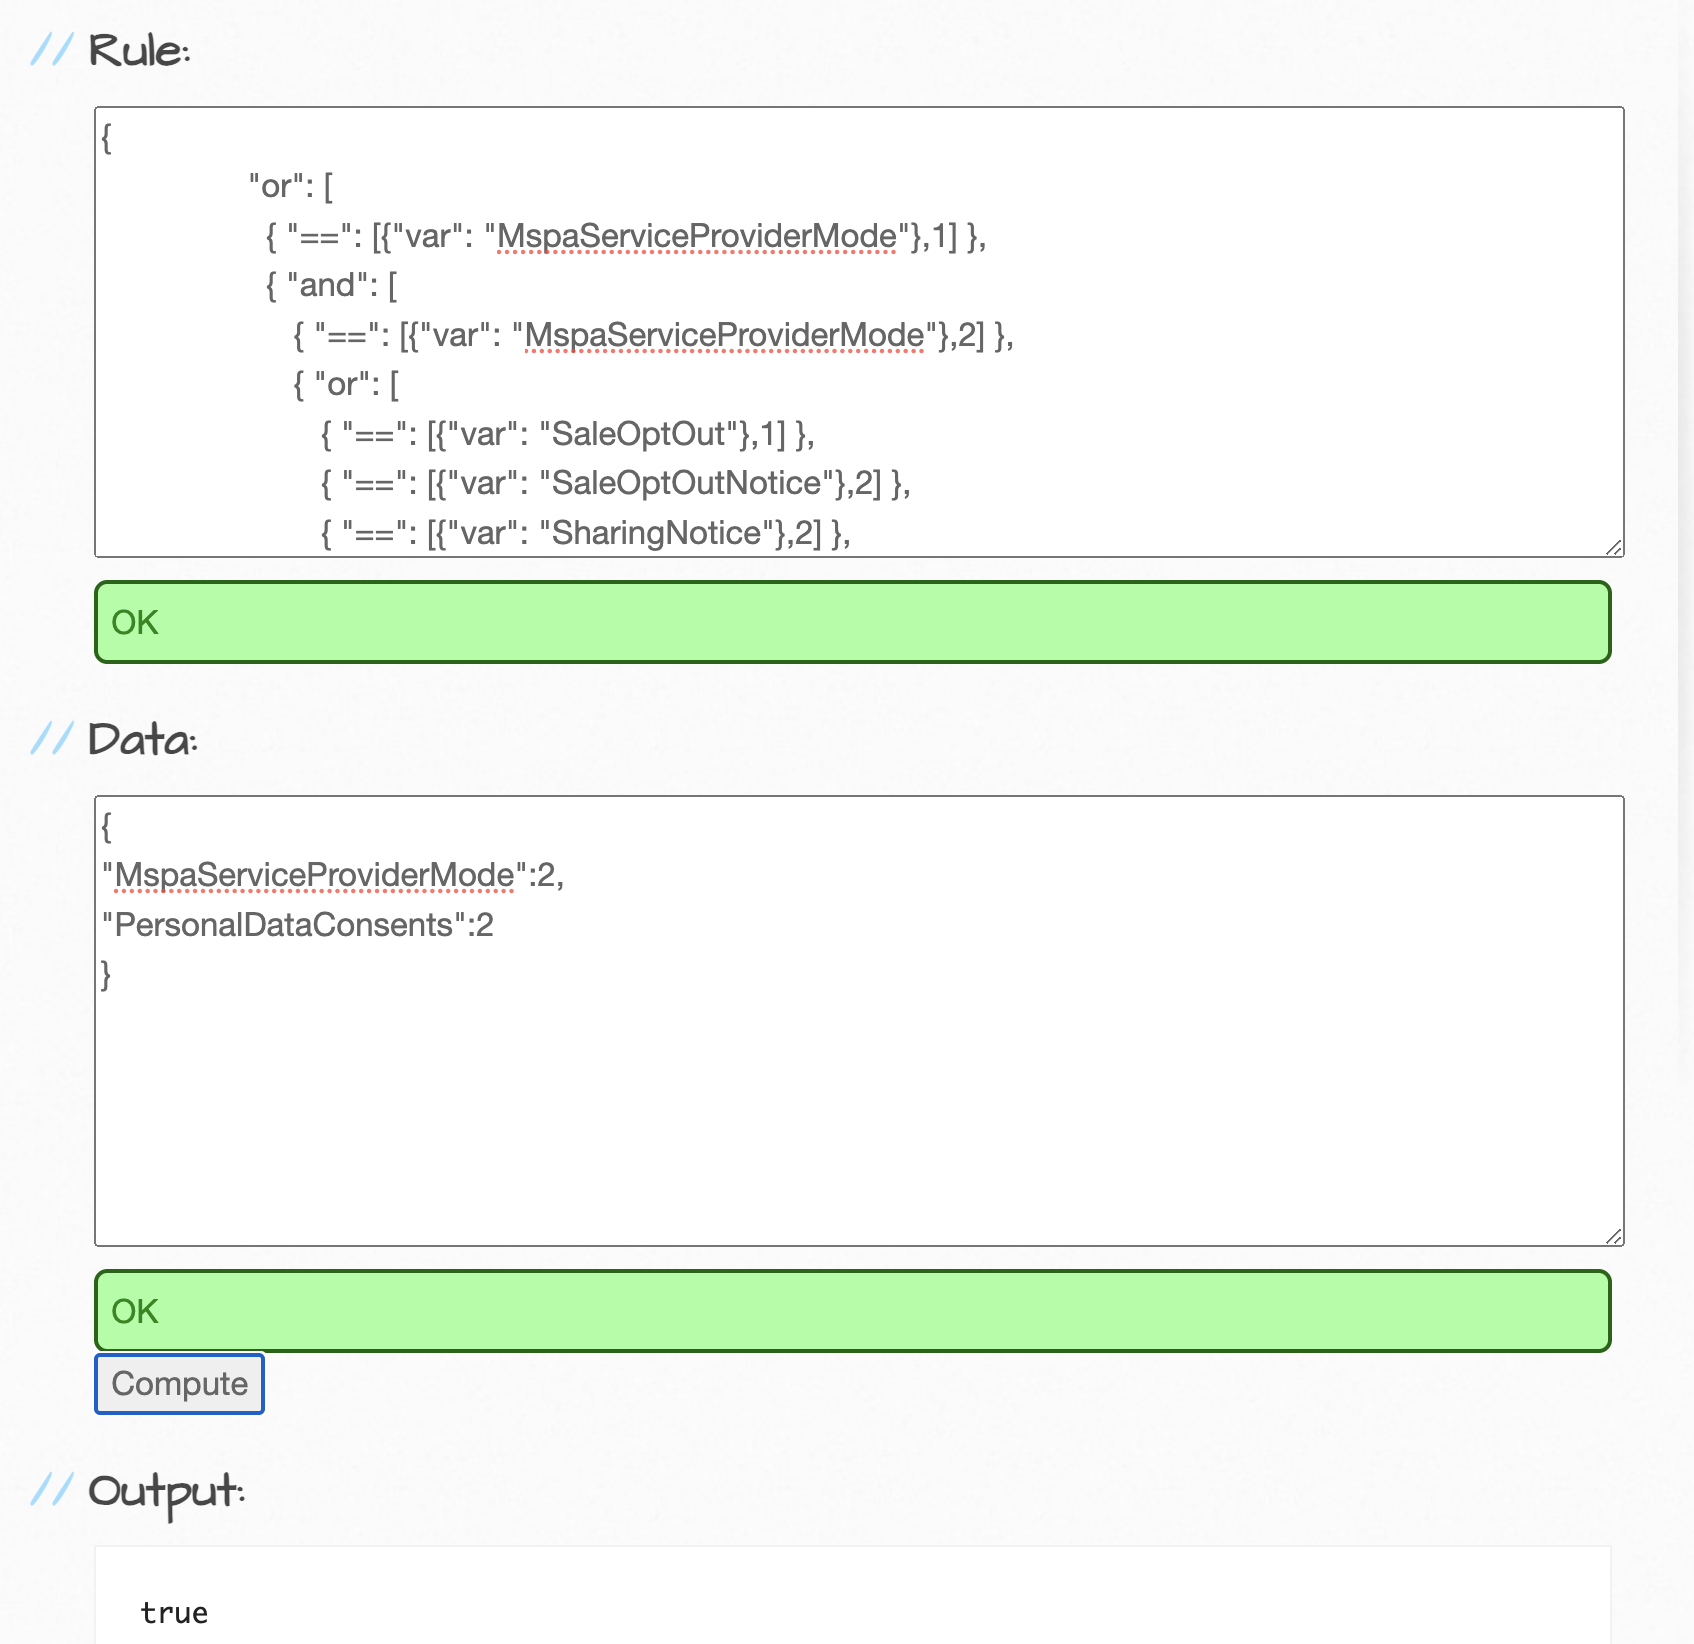 // Rule:
{
"or": [
{ "==": [{"var": "MspaServiceProviderMode"},1] },
{ "and": [
{ "==": [{"var": "MspaServiceProviderMode"},2] },
{ "or": [
{ "==": [{"var": "SaleOptOut"},1] },
{ "==": [{"var": "SaleOptOutNotice"},2] },
{ "==": [{"var": "SharingNotice"},2] },
OK
// Data:
{
"MspaServiceProviderMode":2,
"PersonalDataConsents":2
}
OK
Compute
// Output:
true